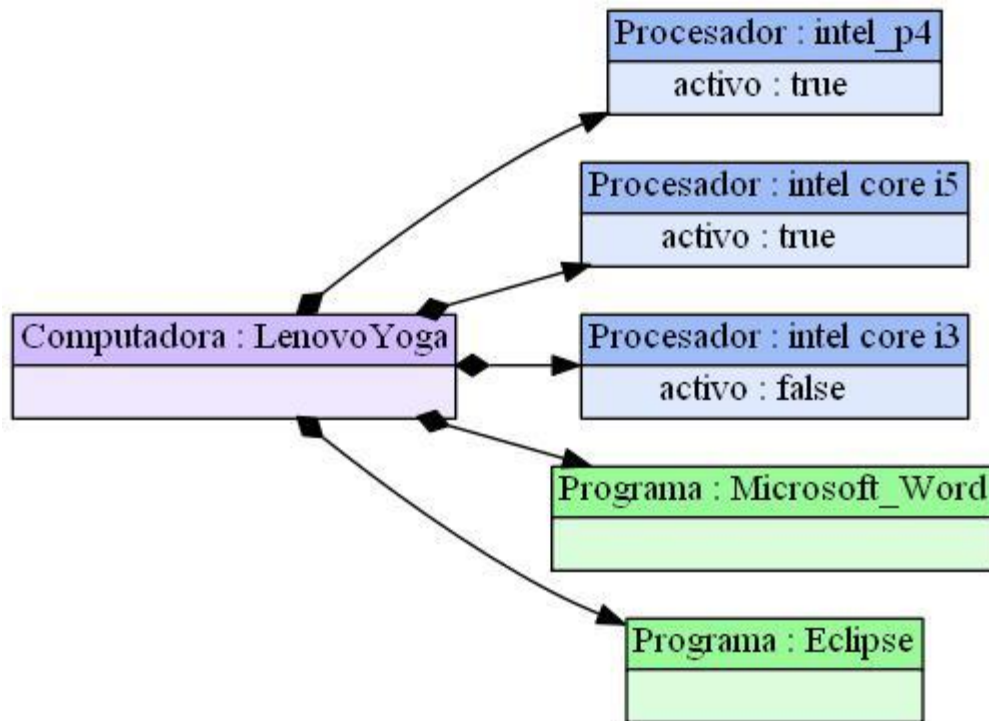 Procesador : intel_p4
activo : true
Procesador : intel core i5
activo : true
Computadora : LenovoYoga
Procesador : intel core i3
activo : false
Programa : Microsoft_Word
Programa : Eclipse